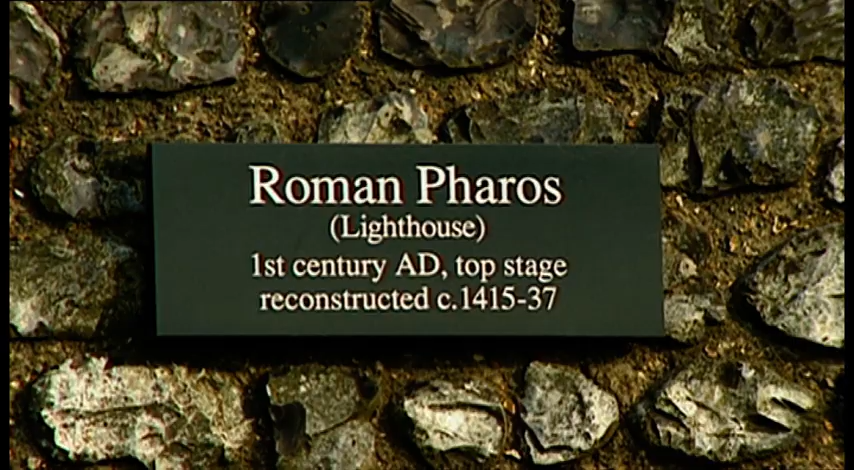 Roman Pharos
(Lighthouse)
1st century AD, top stage
reconstructed c.1415-37